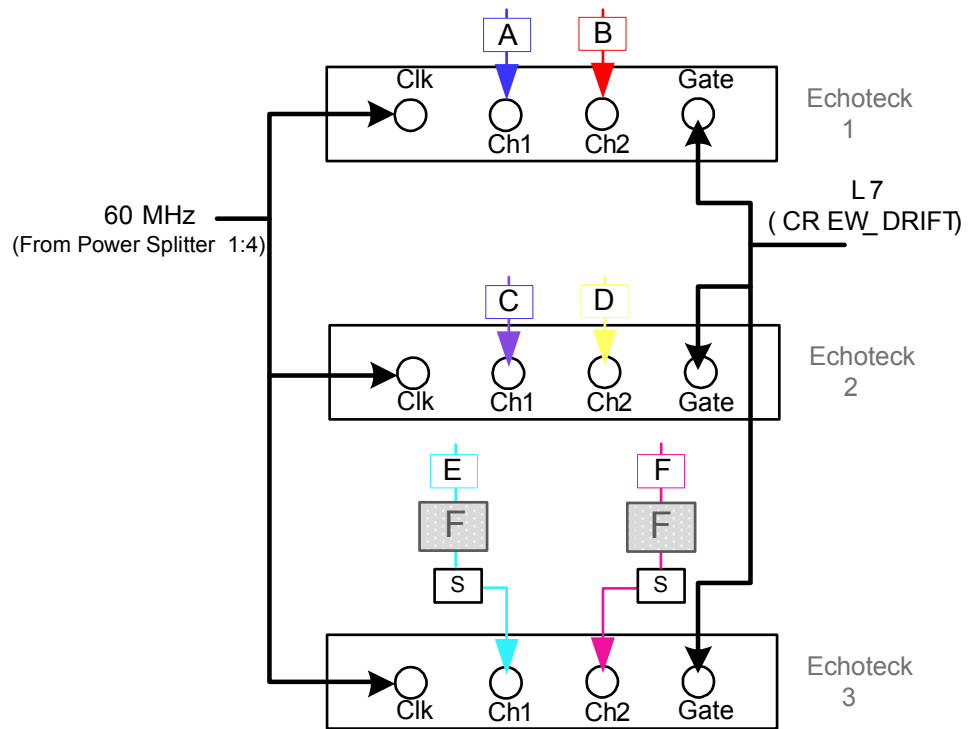 A
B
Clk
Gate
Ch1
Ch2
Echoteck
1
60 MHz
(From Power Splitter 1:4)
L7
( CR EW_DRIFT)
C
D
Clk
Ch1
Ch2
Gate
Echoteck
2
E
F
F
F
S
S
Clk
Ch1
Ch2
Gate
Echoteck
3